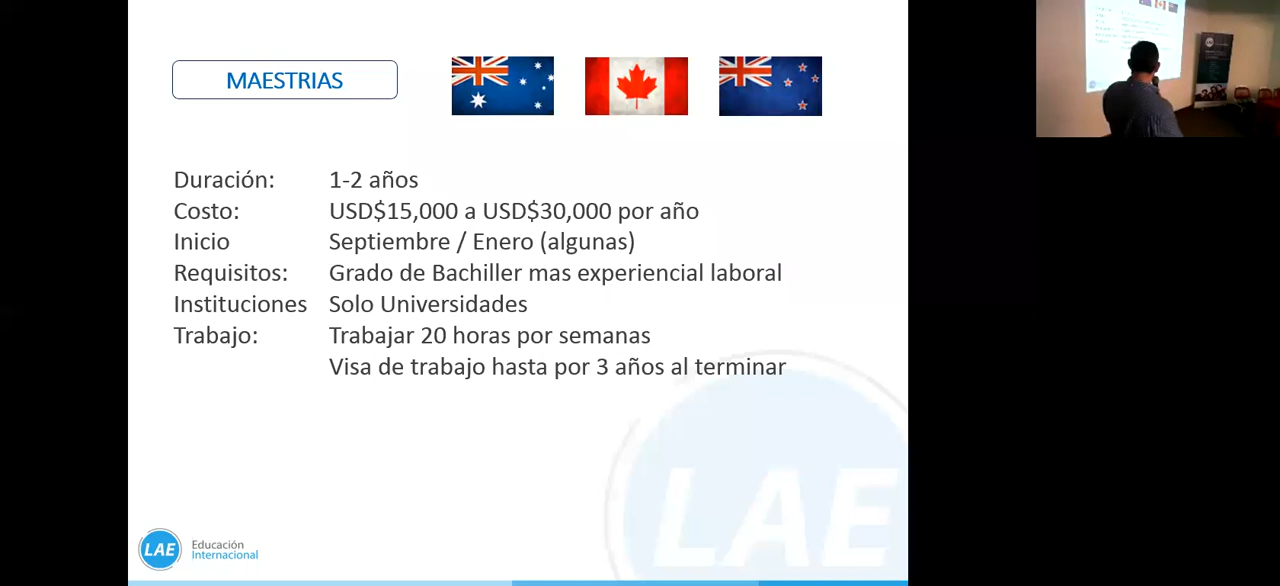 MAESTRIAS
Duración: 1-2 años
Costo: USD$15,000 a USD$30,000 por año
Inicio Septiembre / Enero (algunas)
Requisitos: Grado de Bachiller mas experiencial laboral
Instituciones Solo Universidades
Trabajo: Trabajar 20 horas por semanas
Visa de trabajo hasta por 3 años al terminar
LAE
LAE Educación
Internacional